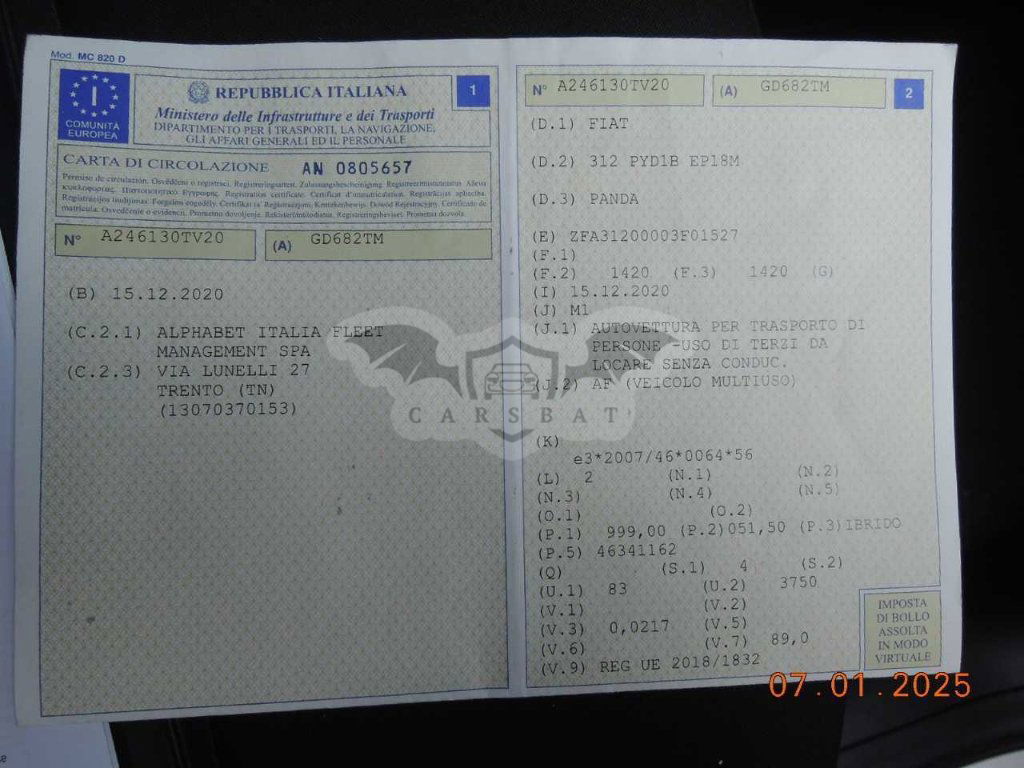 Mod. MC 820 D
I
COMUNITÀ
EUROPEA
REPUBBLICA ITALIANA
Ministero delle Infrastrutture e dei Trasporti
DIPARTIMENTO PER I TRASPORTI, LA NAVIGAZIONE,
GLI AFFARI GENERALI ED IL PERSONALE
1
CARTA DI CIRCOLAZIONE AN 0805657
N° A246130TV20 (A) GD682TM
(B) 15.12.2020
(C.2.1) ALPHABET ITALIA FLEET
MANAGEMENT SPA
(C.2.3) VIA LUNELLI 27
TRENTO (TN)
(13070370153)
N° A246130TV20 (A) GD682TM 2
(D.1) FIAT
(D.2) 312 PYD1B EP18M
(D.3) PANDA
(E) ZFA31200003F01527
(F.1)
(F.2) 1420 (F.3) 1420 (G)
(I) 15.12.2020
(J) M1
(J.1) AUTOVETTURA PER TRASPORTO DI
PERSONE -USO DI TERZI DA
LOCARE SENZA CONDUC.
(J.2) AF (VEICOLO MULTIUSO)
CARSBAT
(K)
e3*2007/46*0064*56
(L) 2 (N.1) (N.2)
(N.3) (N.4) (N.5)
(O.1) (O.2)
(P.1) 999,00 (P.2)051,50 (P.3)IBRIDO
(P.5) 46341162
(Q) (S.1) 4 (S.2)
(U.1) 83 (U.2) 3750
(V.1) (V.2)
(V.3) 0,0217 (V.5)
(V.6) (V.7) 89,0
(V.9) REG UE 2018/1832
IMPOSTA
DI BOLLO
ASSOLTA
IN MODO
VIRTUALE
07.01.2025